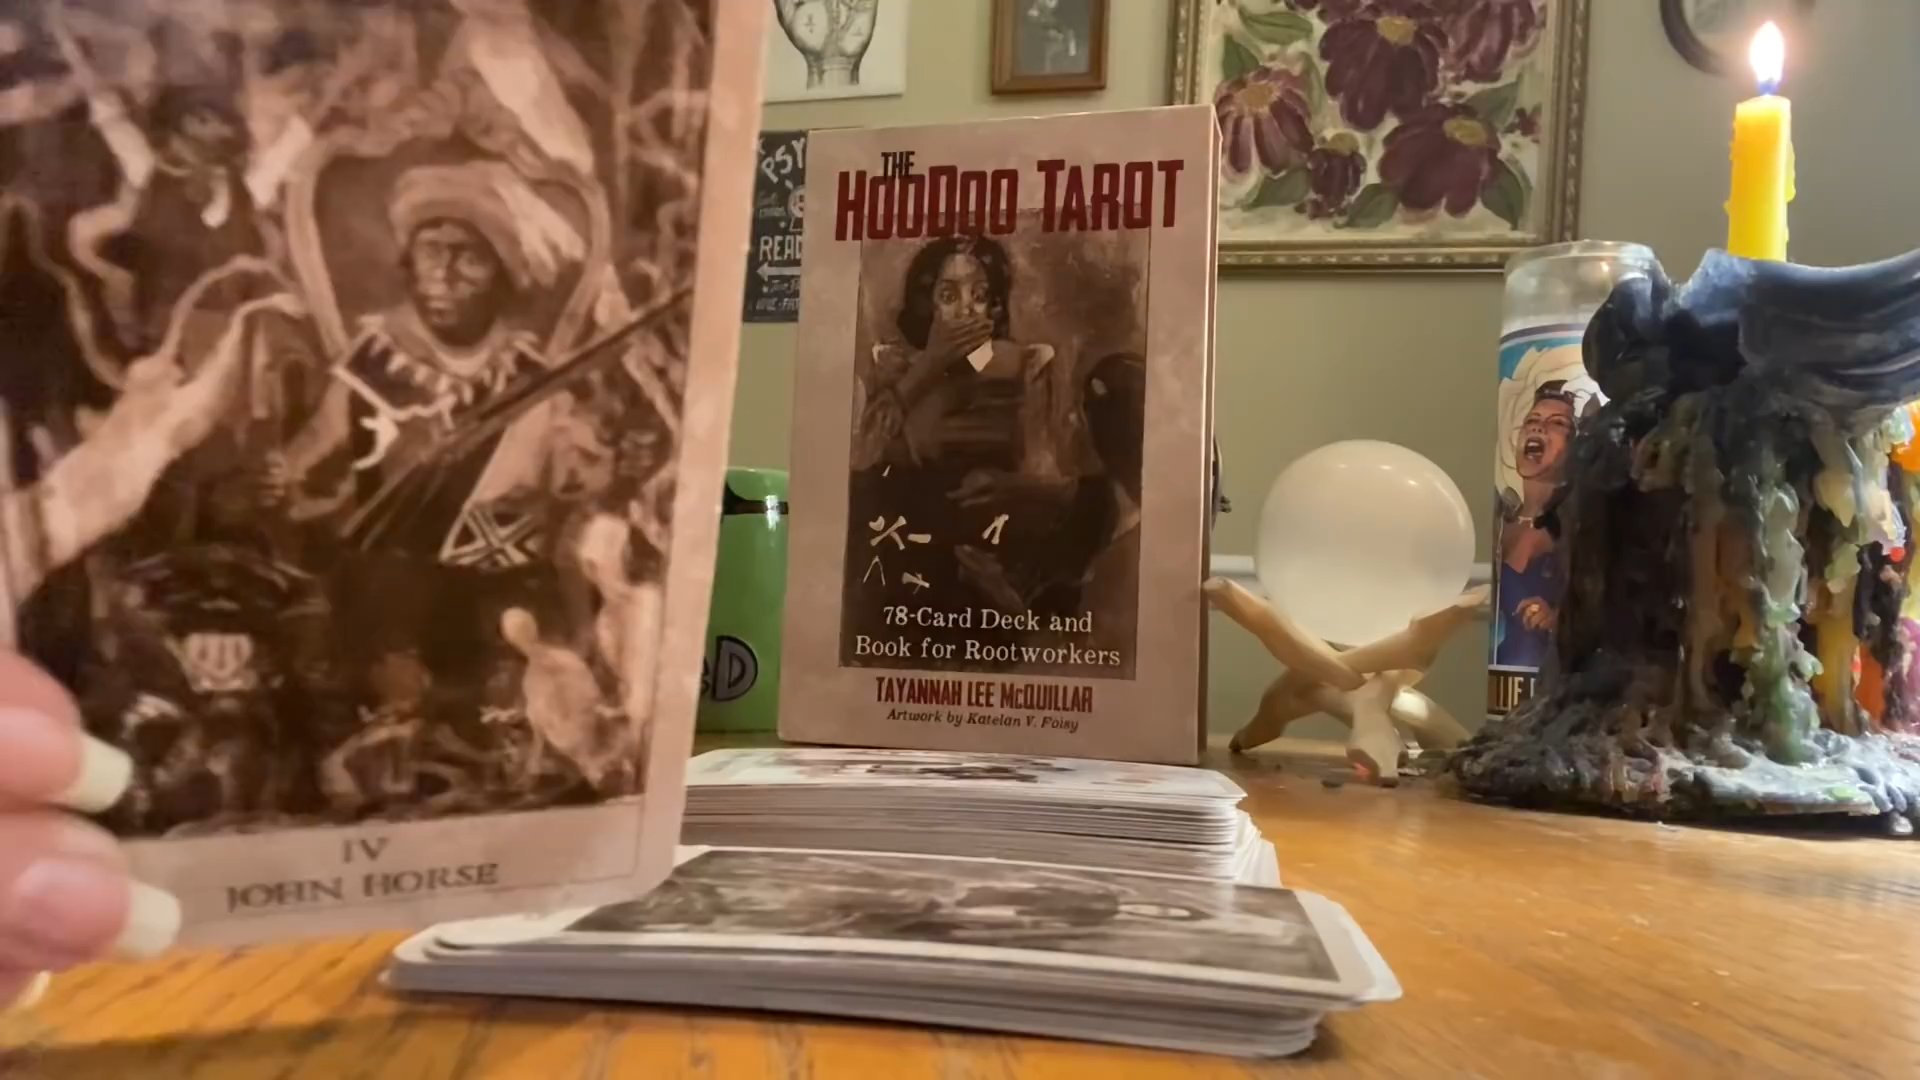 IV
JOHN HORSE
THE
HOODOO TAROT
78-Card Deck and
Book for Rootworkers
TAYANNAH LEE McQUILLAR
Artwork by Katelan V. Foisy
PSY
READ